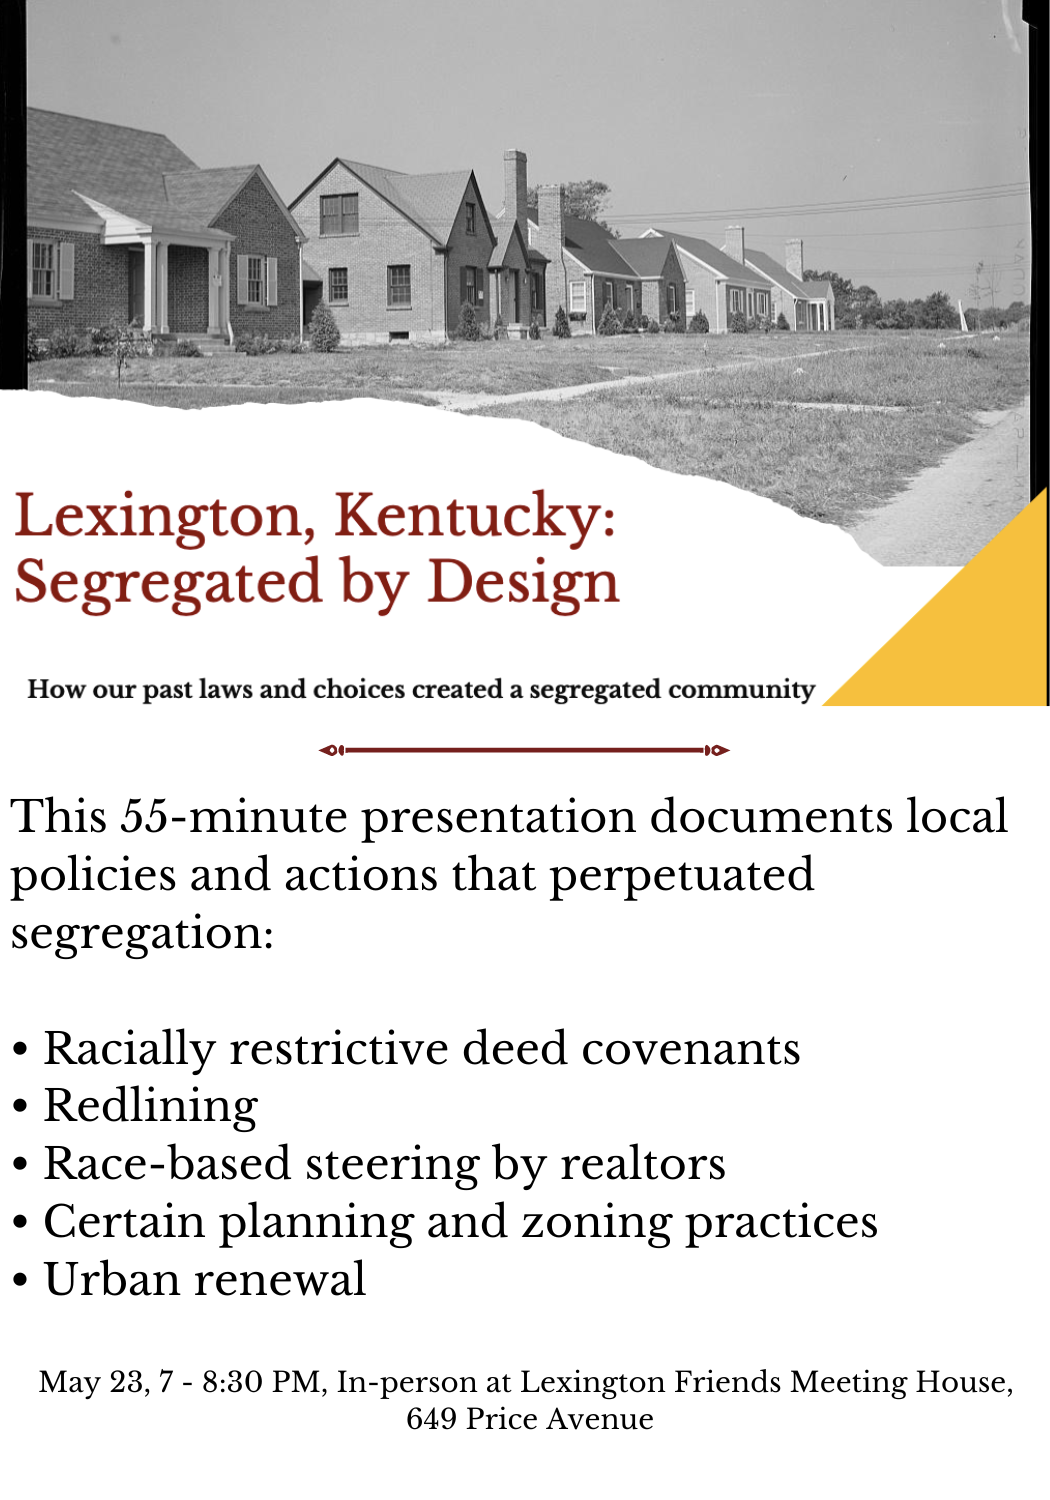 Lexington, Kentucky:
Segregated by Design
How our past laws and choices created a segregated community
This 55-minute presentation documents local
policies and actions that perpetuated
segregation:
• Racially restrictive deed covenants
• Redlining
• Race-based steering by realtors
• Certain planning and zoning practices
• Urban renewal
May 23, 7 - 8:30 PM, In-person at Lexington Friends Meeting House,
649 Price Avenue